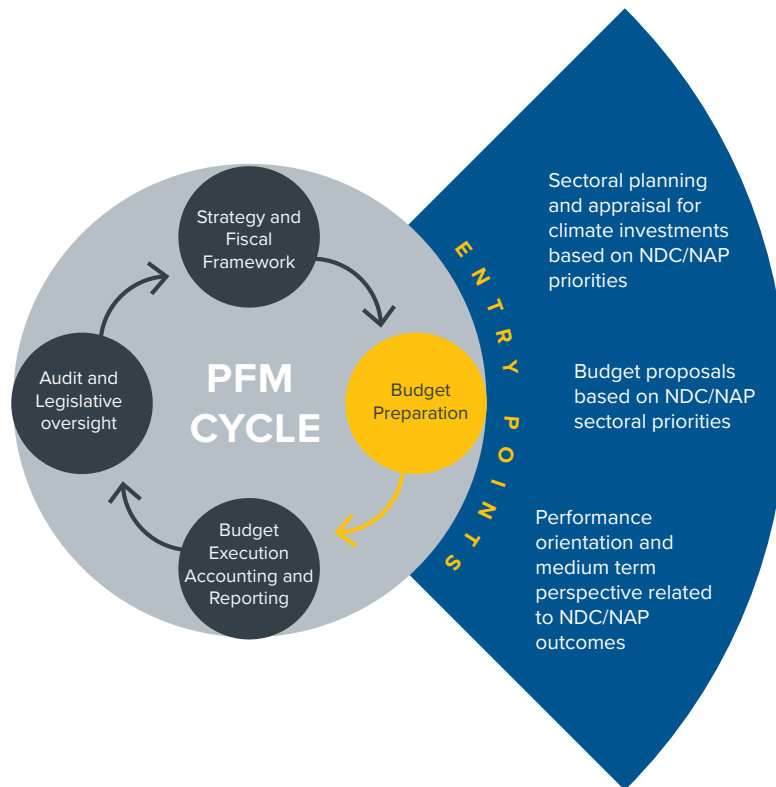 Strategy and
Fiscal
Framework
PFM
CYCLE
Budget
Preparation
Audit and
Legislative
oversight
Budget
Execution
Accounting and
Reporting
ENTRY POINTS
Sectoral planning
and appraisal for
climate investments
based on NDC/NAP
priorities
Budget proposals
based on NDC/NAP
sectoral priorities
Performance
orientation and
medium term
perspective related
to NDC/NAP
outcomes